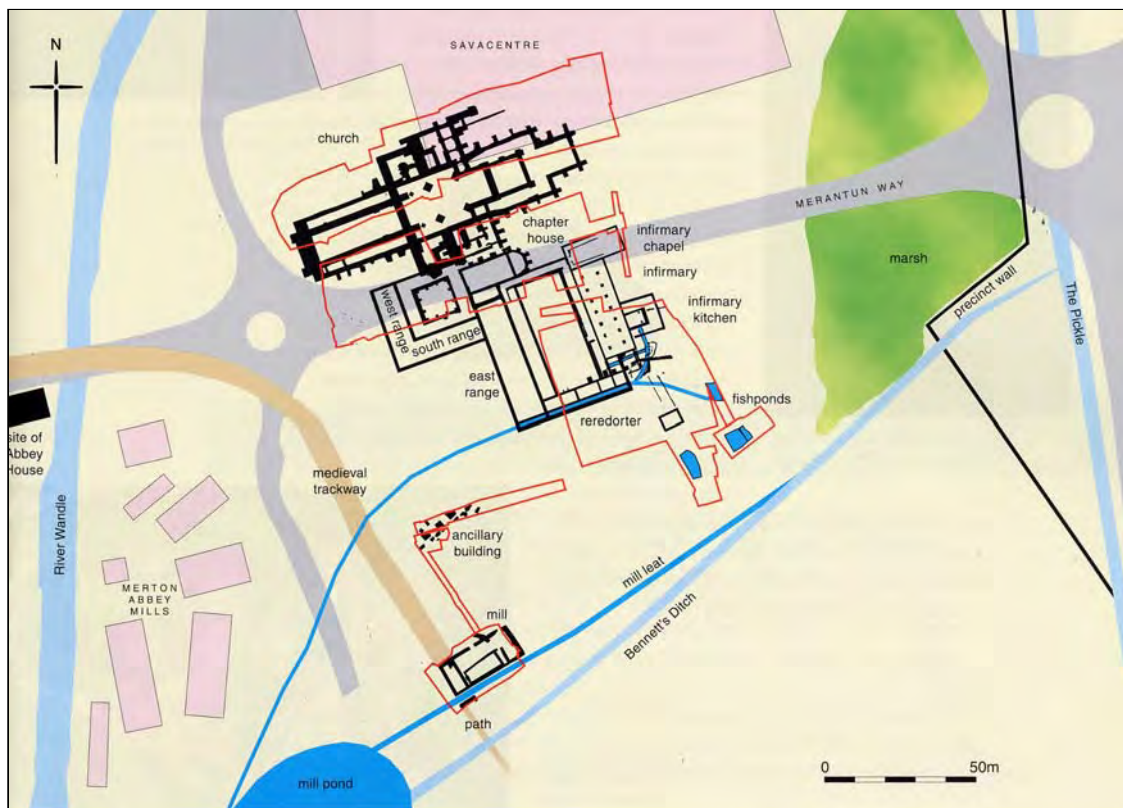 SAVACENTRE
N
church
MERANTUN WAY
chapter
house
infirmary
chapel
infirmary
marsh
precinct wall
The Pickle
infirmary
kitchen
west range
south range
east
range
fishponds
reredorter
site of
Abbey
House
medieval
trackway
River Wandle
ancillary
building
mill leat
Bennett's Ditch
MERTON
ABBEY
MILLS
mill
path
mill pond
0 50m